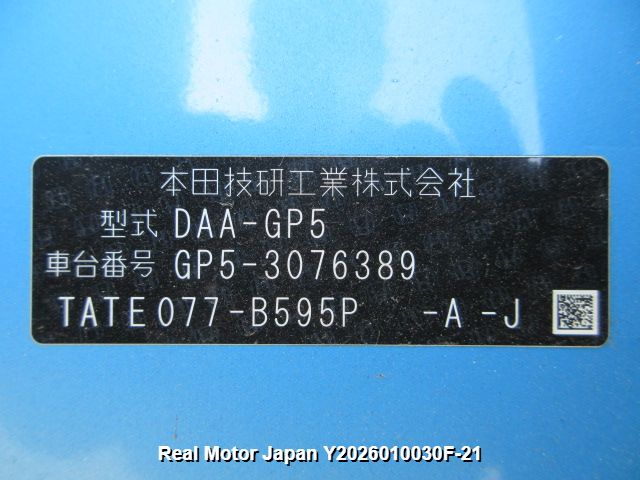 本田技研工業株式会社
型式 DAA-GP5
車台番号 GP5-3076389
TATE077-B595P -A -J
Real Motor Japan Y2026010030F-21